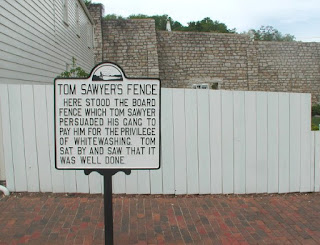 TOM SAWYER'S FENCE
HERE STOOD THE BOARD
FENCE WHICH TOM SAWYER
PERSUADED HIS GANG TO
PAY HIM FOR THE PRIVILEGE
OF WHITEWASHING. TOM
SAT BY AND SAW THAT IT
WAS WELL DONE.